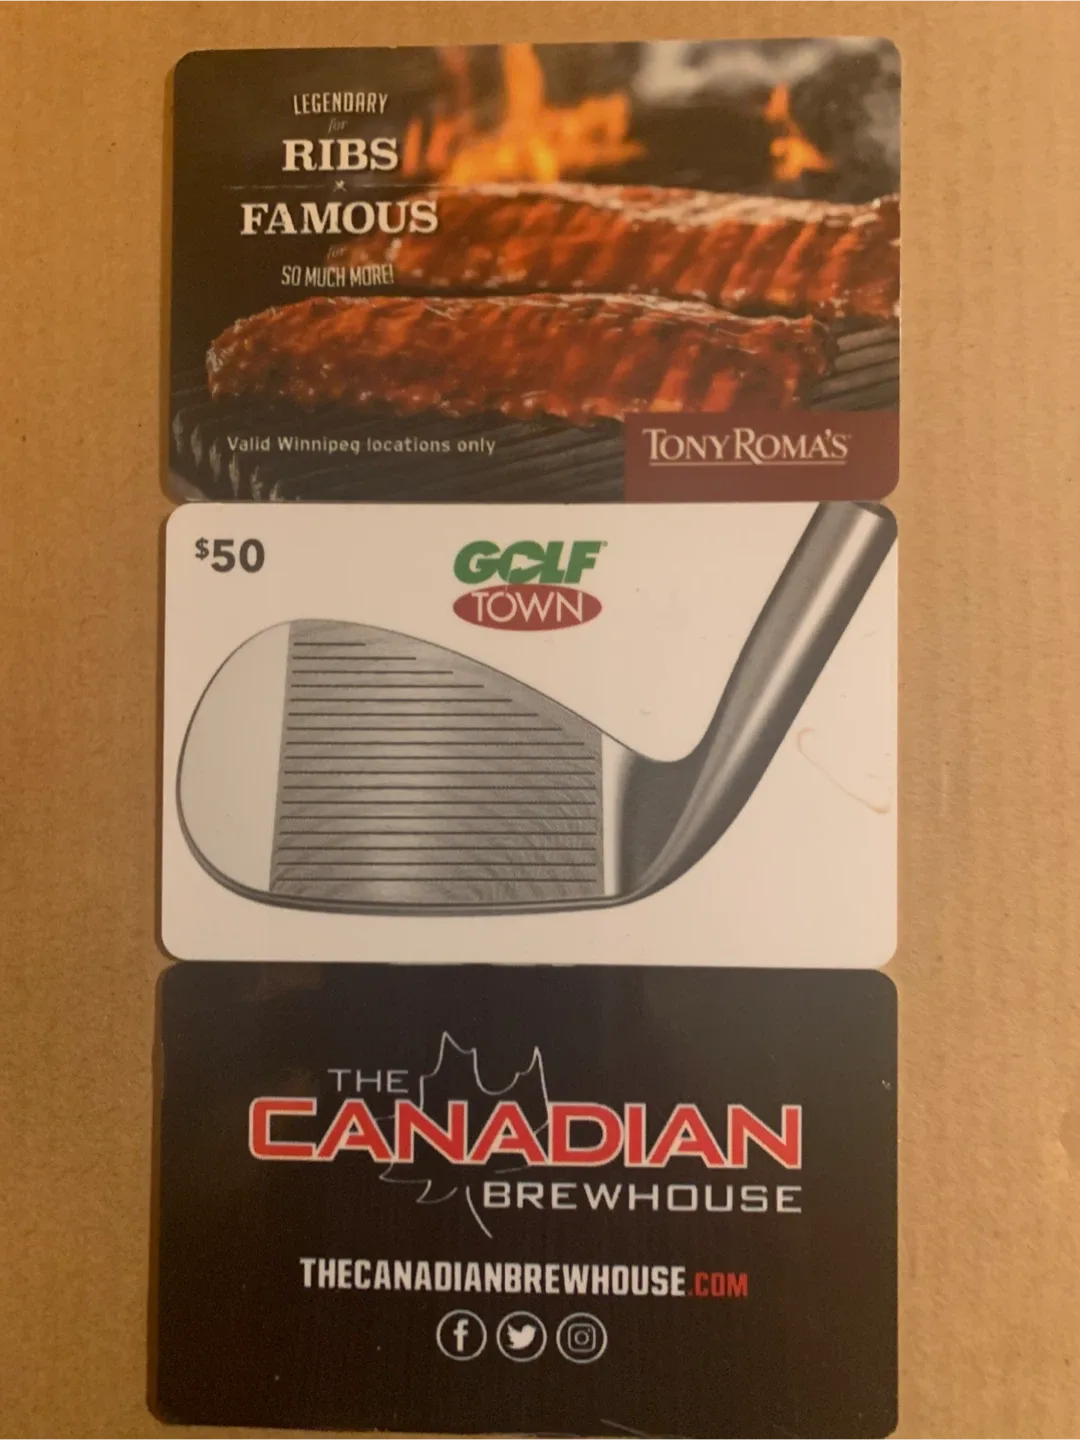 LEGENDARY
for
RIBS
FAMOUS
for
SO MUCH MORE!
Valid Winnipeg locations only
TONY ROMA'S
$50
GOLF
TOWN
THE
CANADIAN
BREWHOUSE
THECANADIANBREWHOUSE.COM